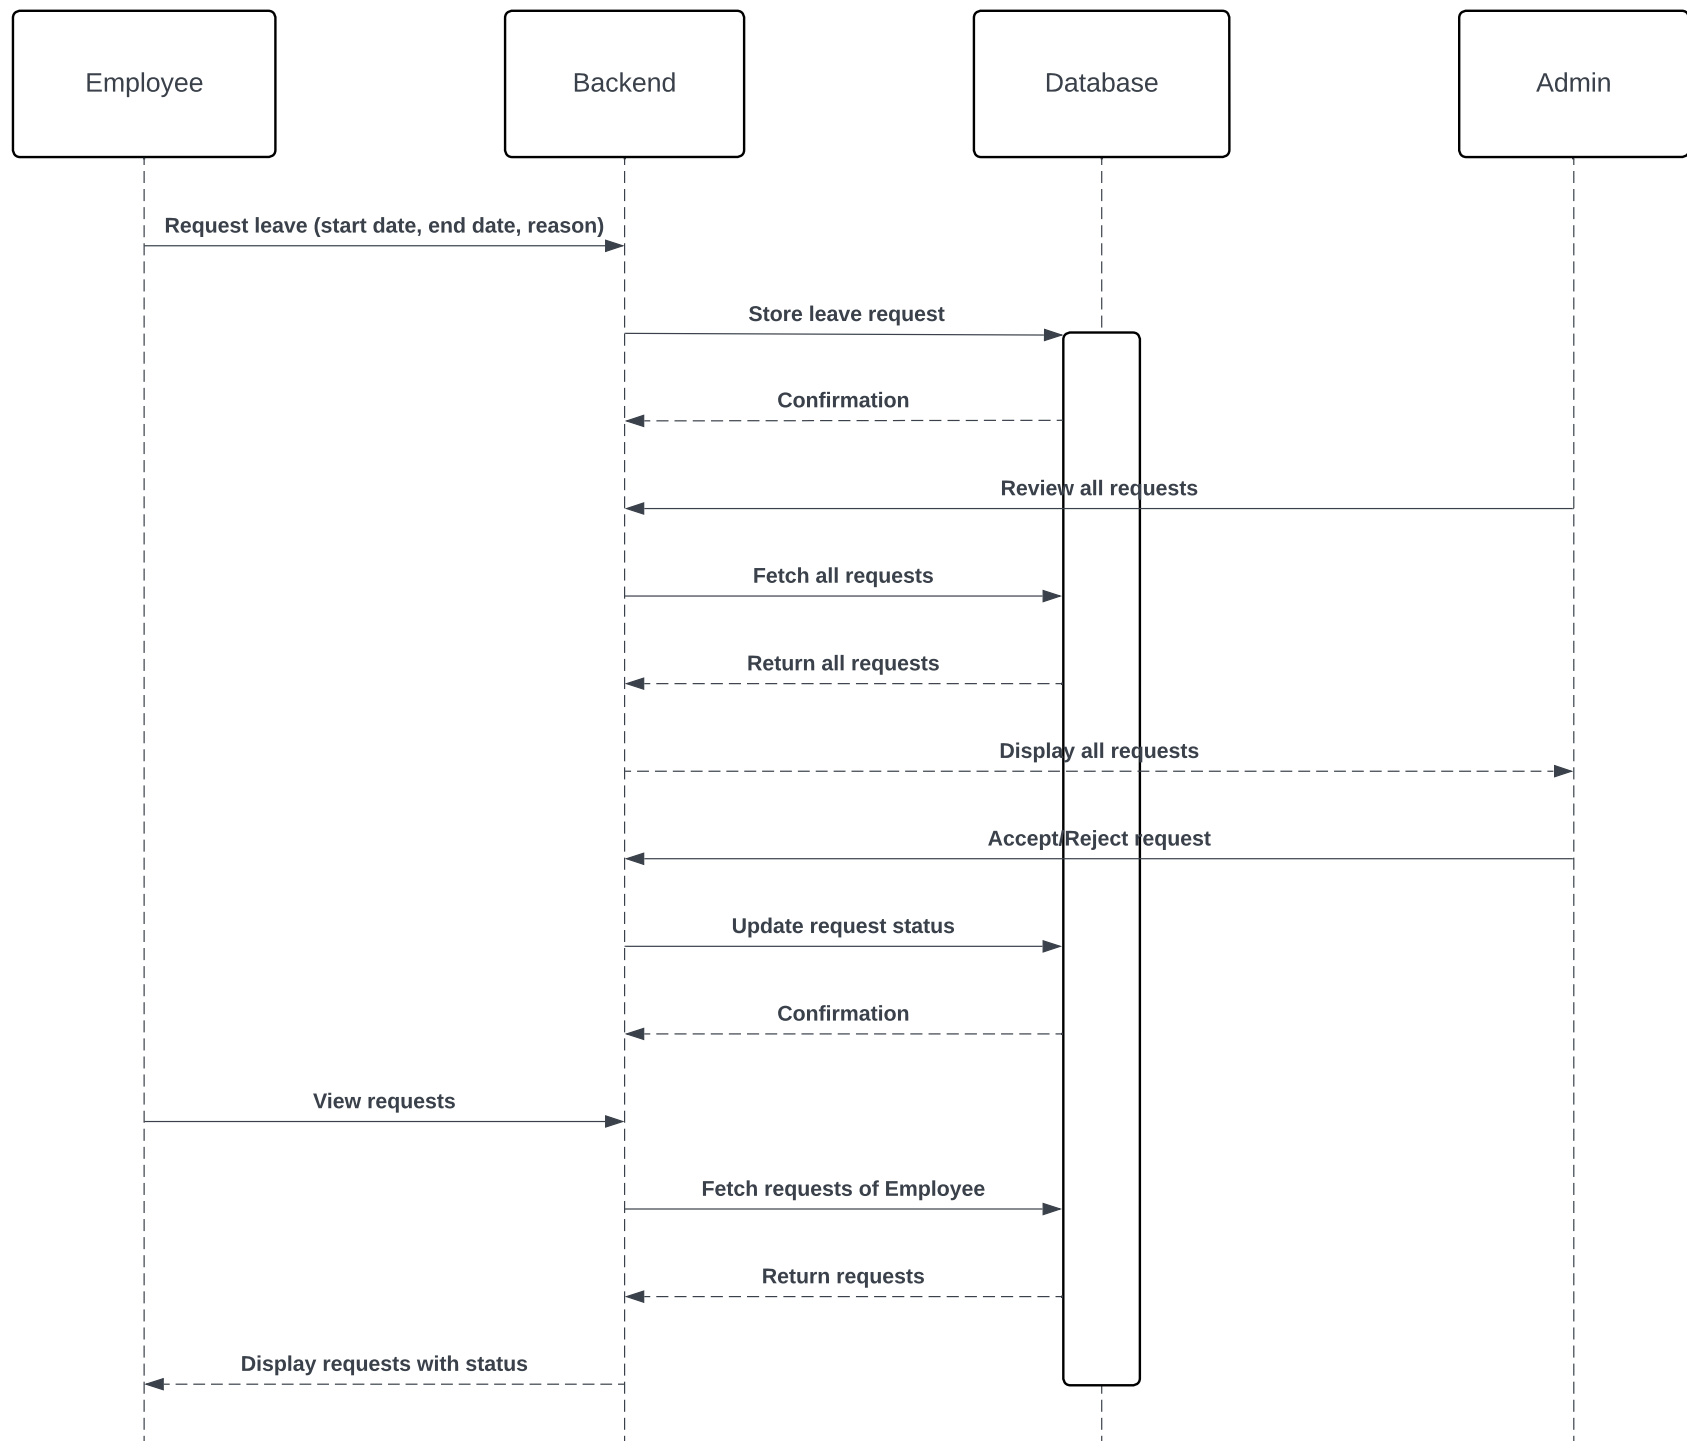 Employee
Backend
Database
Admin
Request leave (start date, end date, reason)
Store leave request
Confirmation
Review all requests
Fetch all requests
Return all requests
Display all requests
Accept/Reject request
Update request status
Confirmation
View requests
Fetch requests of Employee
Return requests
Display requests with status